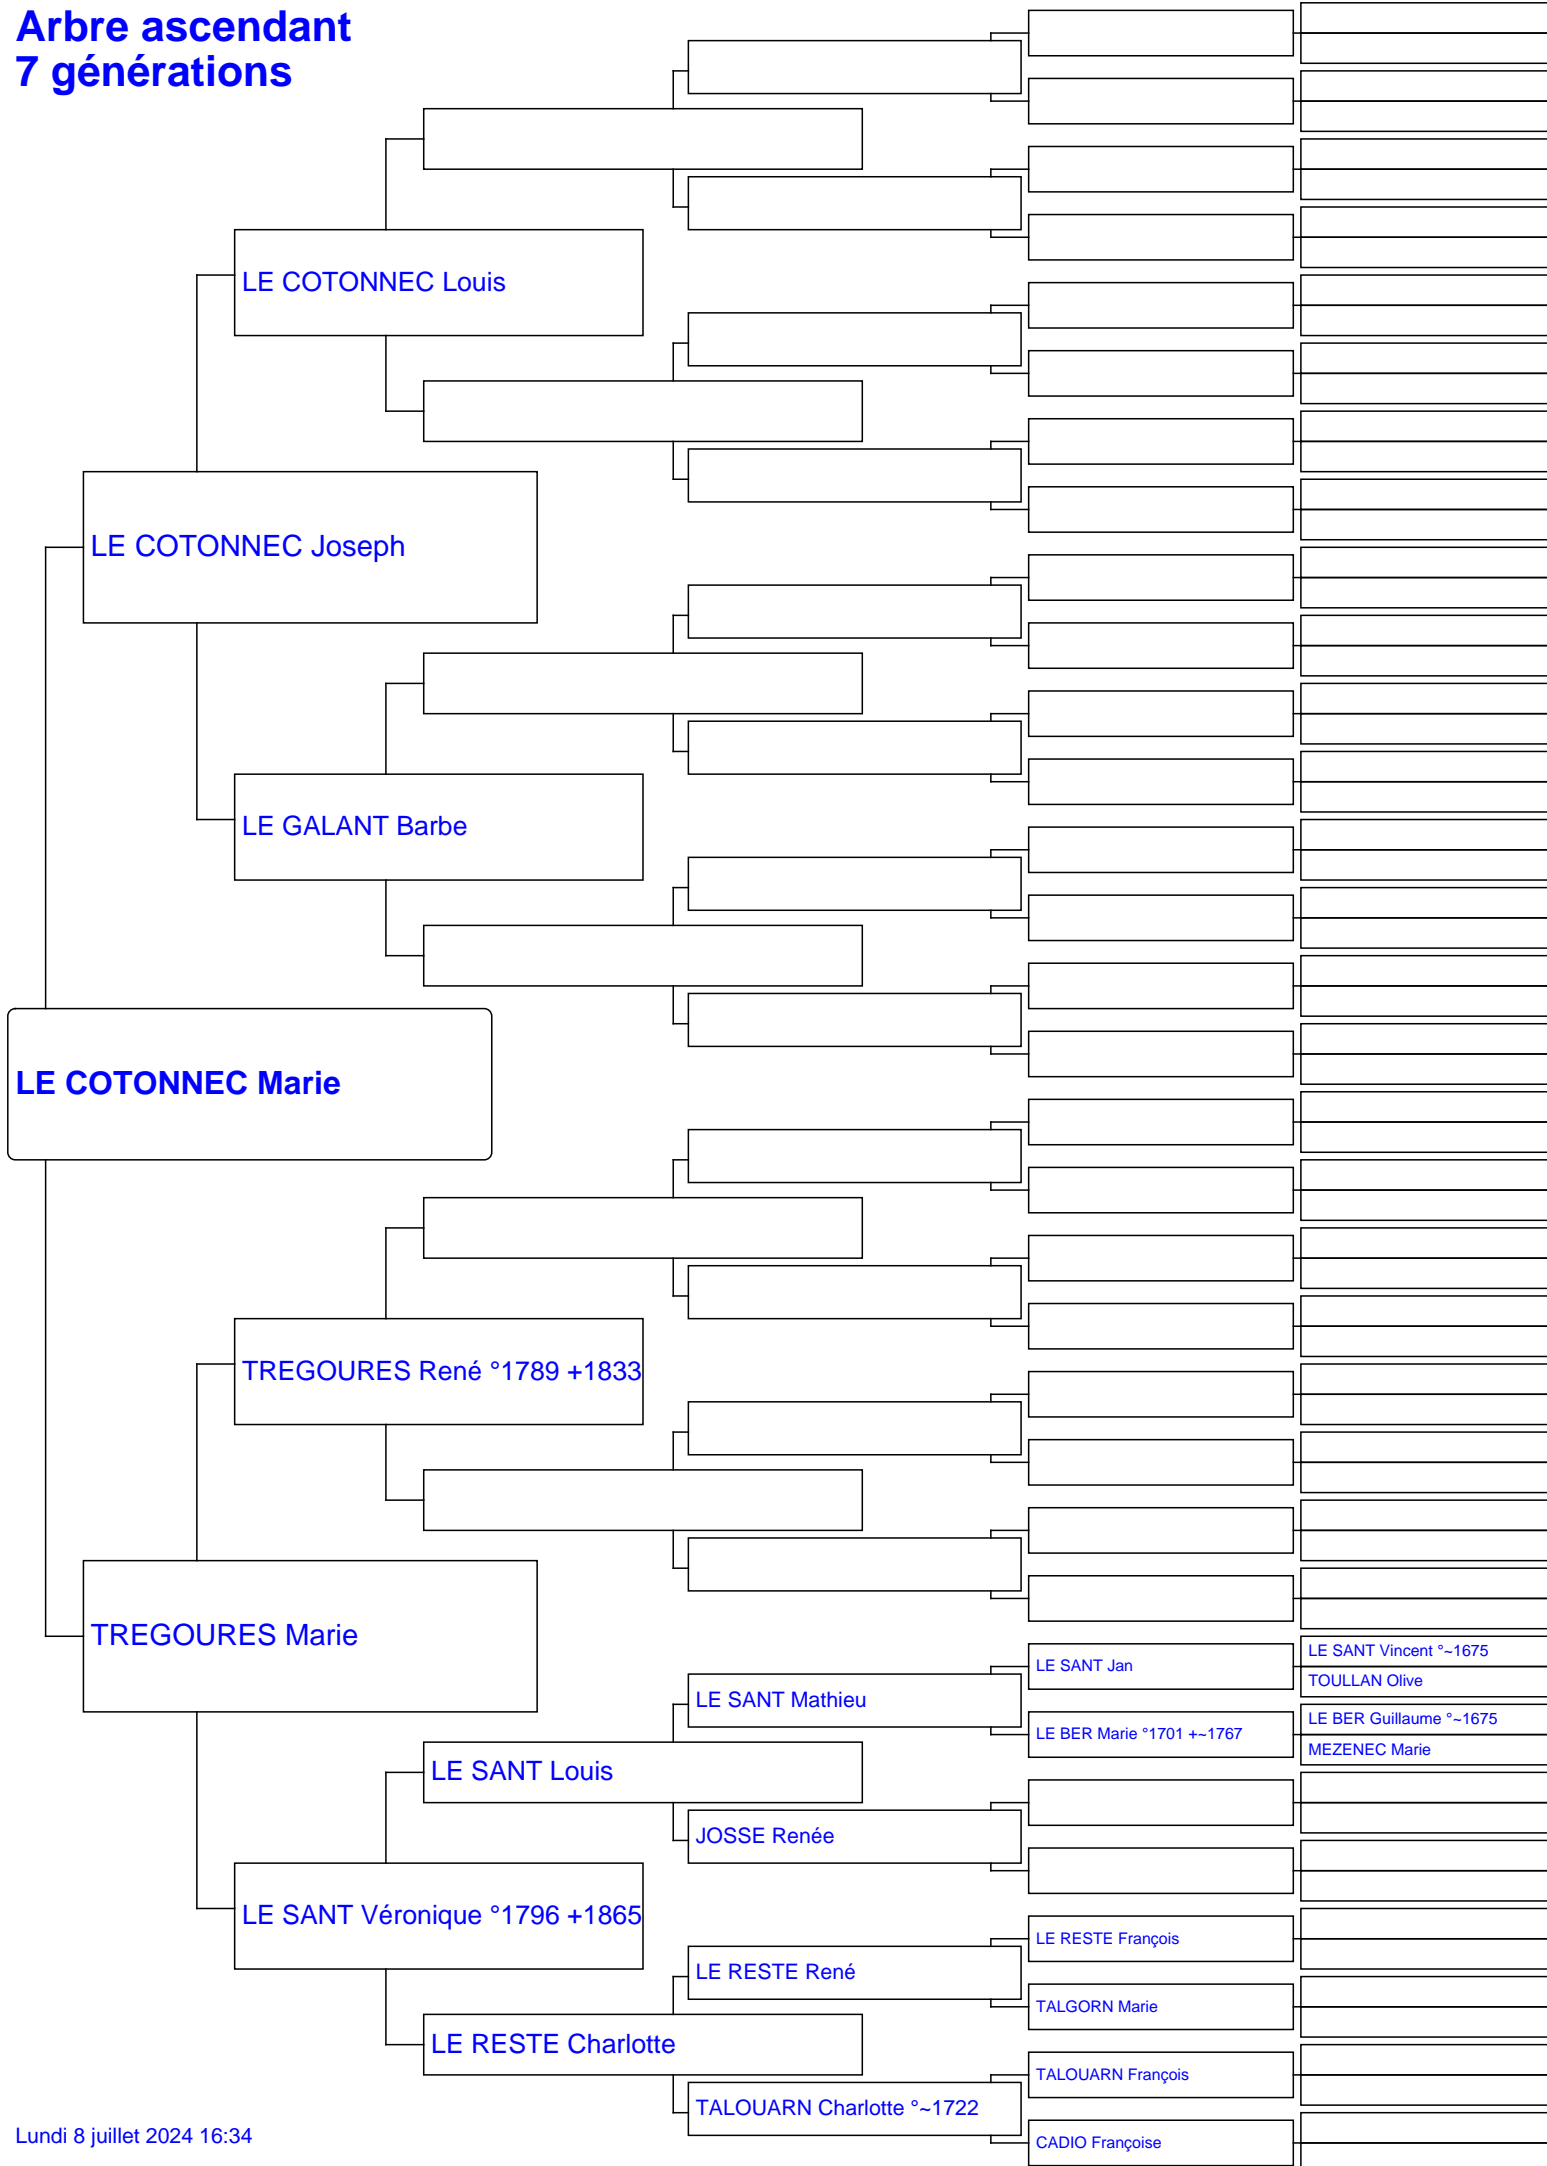 Arbre ascendant
7 générations
LE COTONNEC Louis
LE COTONNEC Joseph
LE GALANT Barbe
LE COTONNEC Marie
TREGOURES René °1789 +1833
TREGOURES Marie
LE SANT Vincent °~1675
LE SANT Jan
TOULLAN Olive
LE SANT Mathieu
LE BER Guillaume °~1675
LE BER Marie °1701 +~1767
MEZENEC Marie
LE SANT Louis
JOSSE Renée
LE SANT Véronique °1796 +1865
LE RESTE François
LE RESTE René
TALGORN Marie
LE RESTE Charlotte
TALOUARN François
TALOUARN Charlotte °~1722
CADIO Françoise
Lundi 8 juillet 2024 16:34